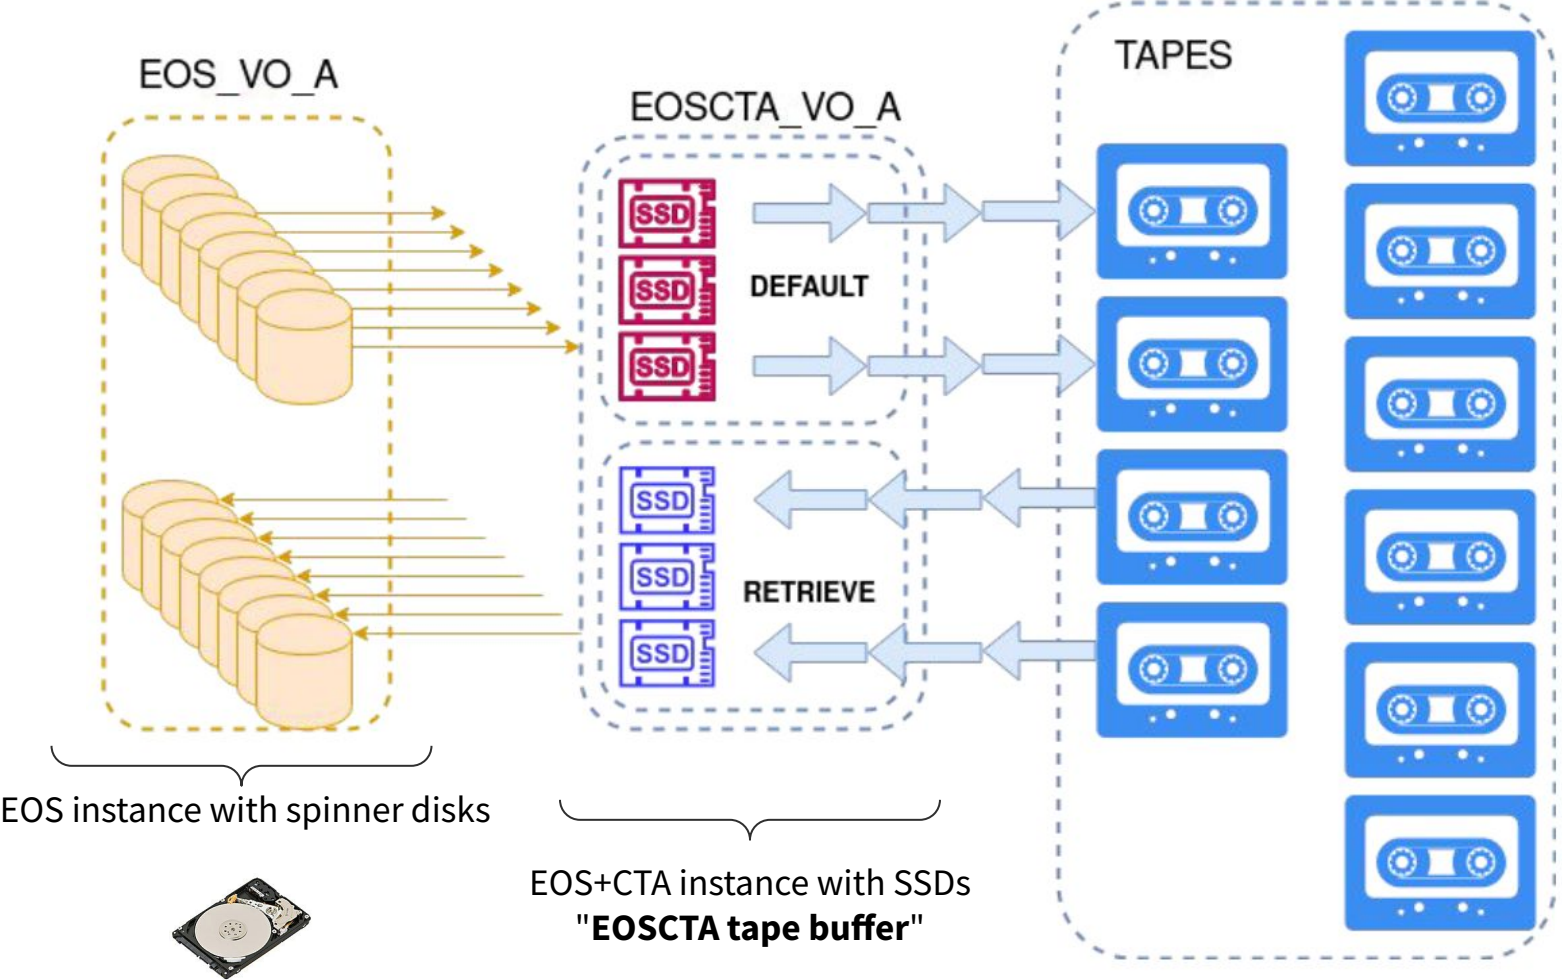 EOS_VO_A
EOSCTA_VO_A
TAPES
SSD
SSD
DEFAULT
SSD
SSD
SSD
RETRIEVE
SSD
EOS instance with spinner disks
EOS+CTA instance with SSDs
"EOSCTA tape buffer"